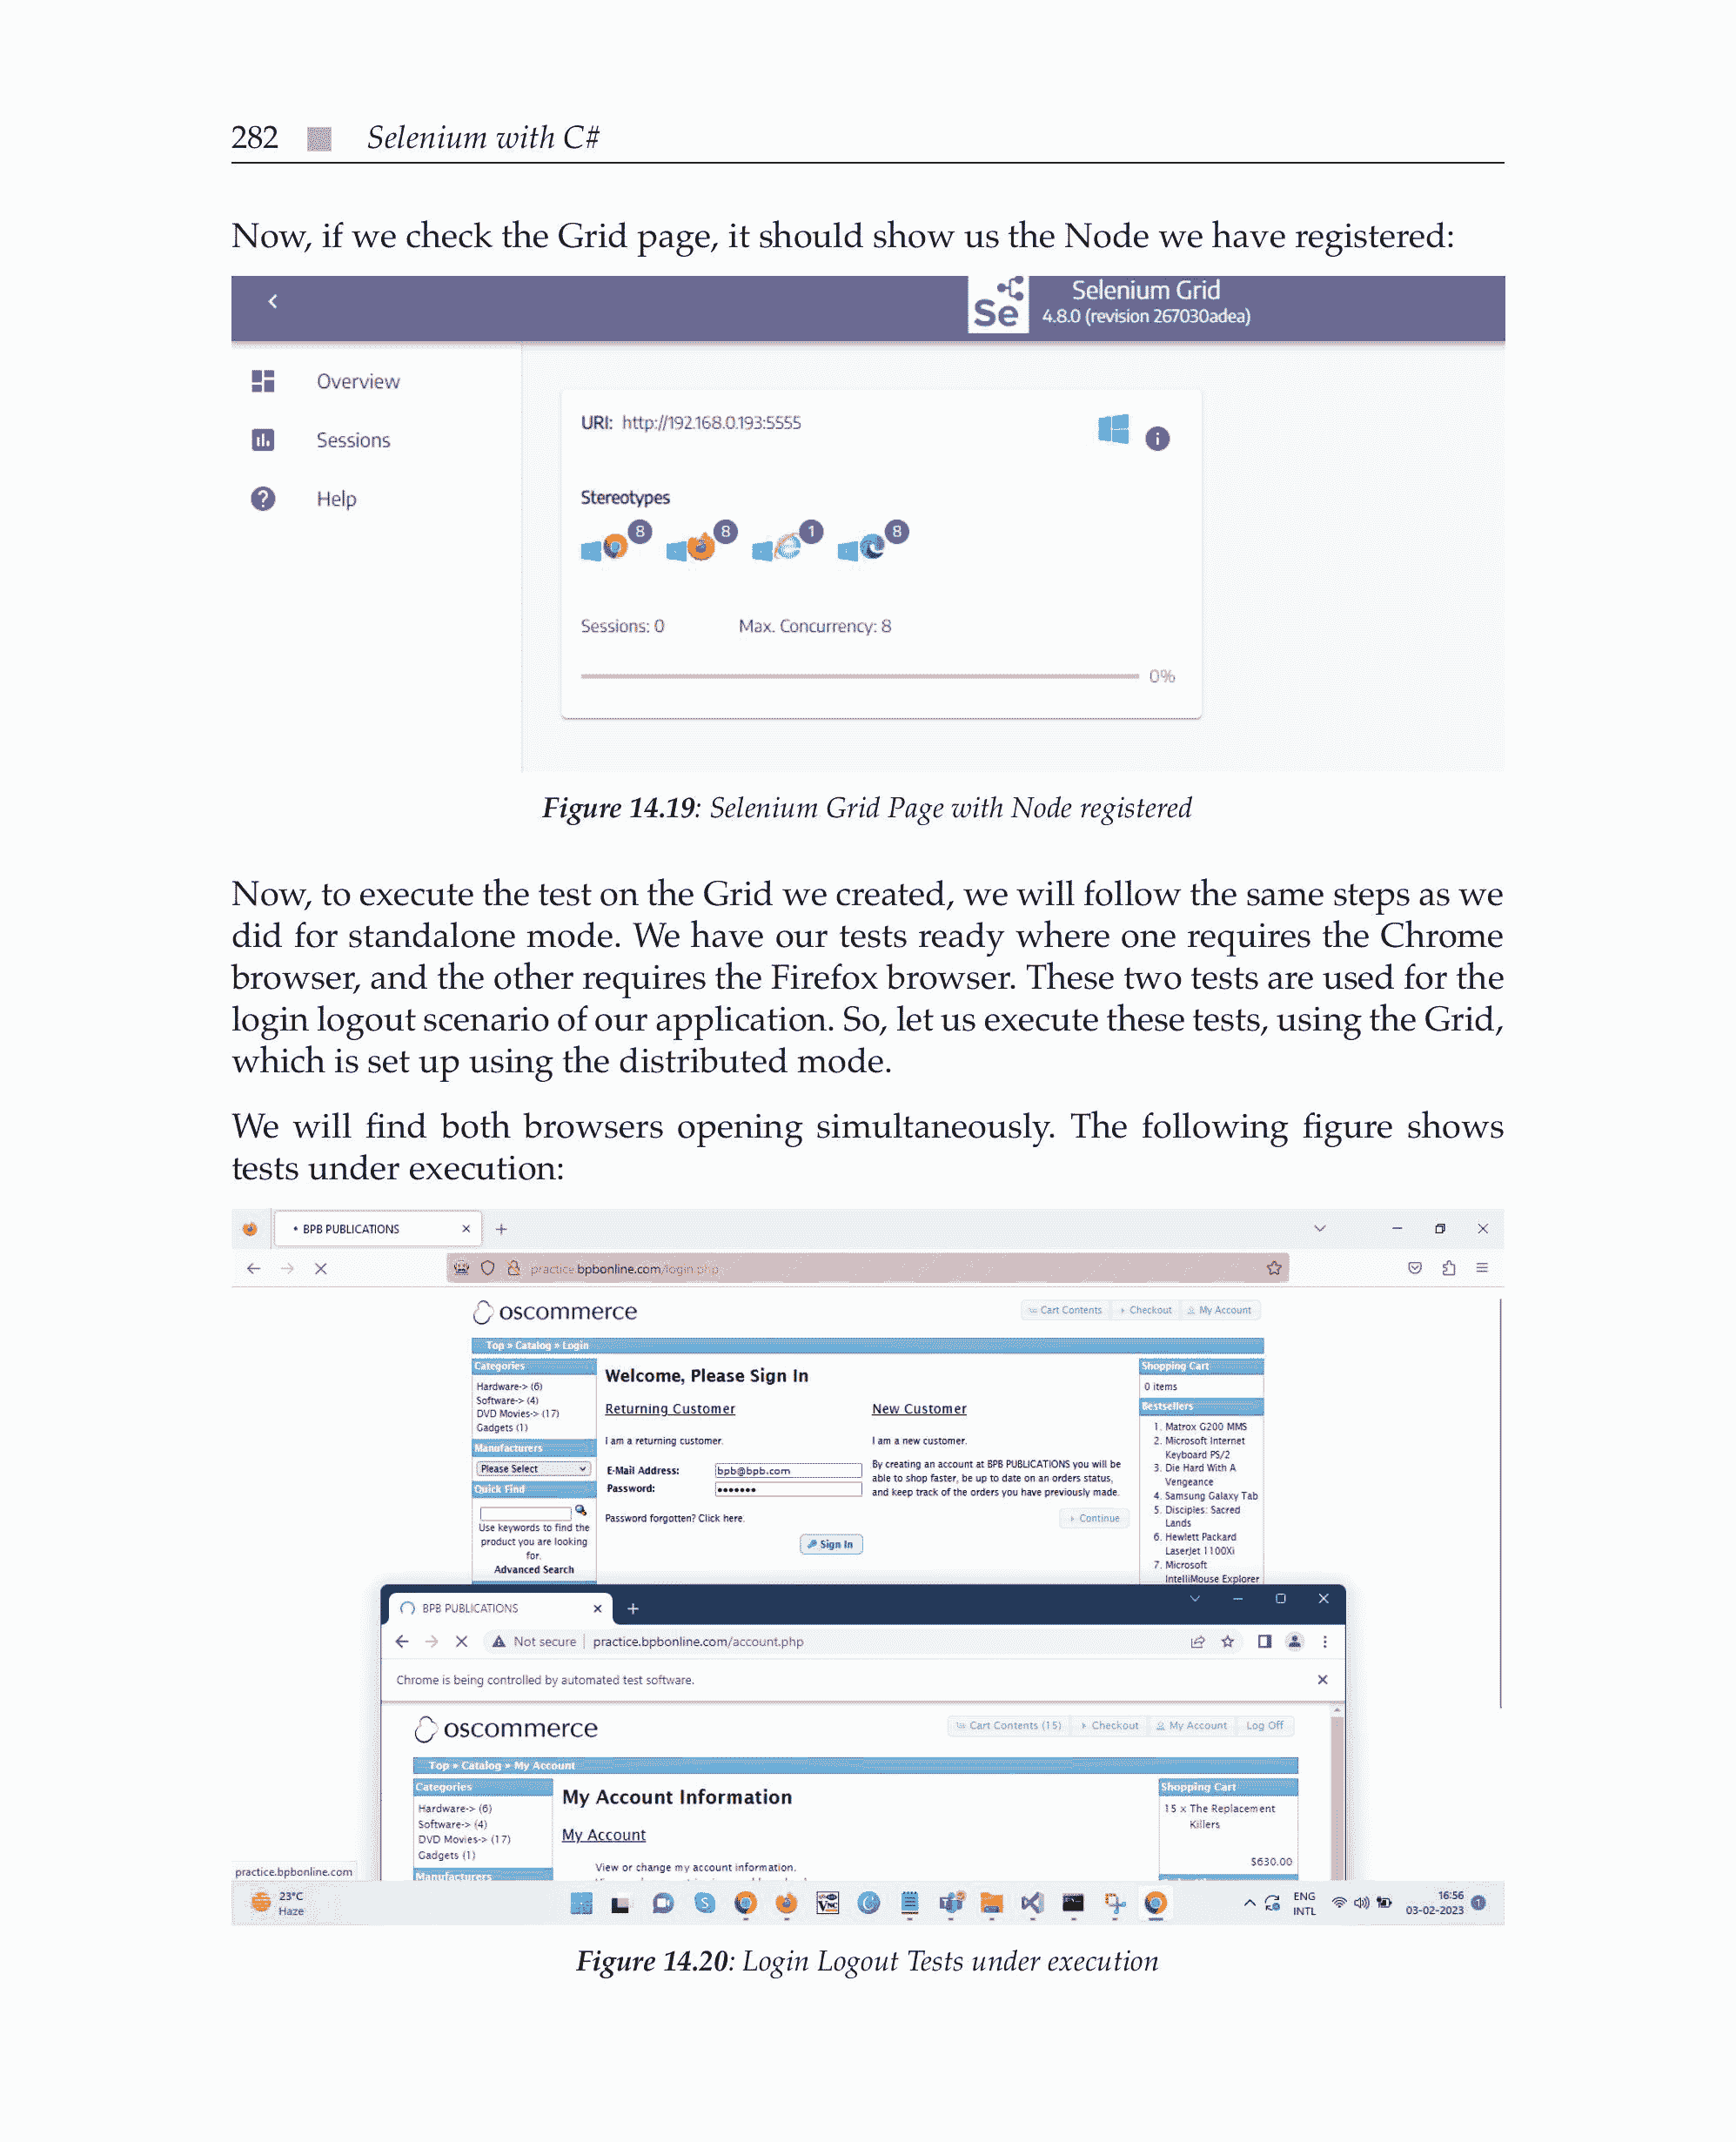 282 Selenium with C#
Now, if we check the Grid page, it should show us the Node we have registered:
Selenium Grid
4.8.0 (revision 267030adea)
Overview
Sessions
Help
URI: http://192.168.0.193:5555
Stereotypes
8 8 1 8
Sessions: 0 Max. Concurrency: 8
0%
Figure 14.19: Selenium Grid Page with Node registered
Now, to execute the test on the Grid we created, we will follow the same steps as we
did for standalone mode. We have our tests ready where one requires the Chrome
browser, and the other requires the Firefox browser. These two tests are used for the
login logout scenario of our application. So, let us execute these tests, using the Grid,
which is set up using the distributed mode.
We will find both browsers opening simultaneously. The following figure shows
tests under execution:
BPB PUBLICATIONS
practice.bpbonline.com/login.php
oscommerce
Cart Contents Checkout My Account
Top » Catalog » Login
Categories
Hardware-> (6)
Software-> (4)
DVD Movies-> (17)
Gadgets (1)
Manufacturers
Please Select
Quick Find
Use keywords to find the
product you are looking
for.
Advanced Search
Welcome, Please Sign In
Returning Customer
I am a returning customer.
E-Mail Address: bpb@bpb.com
Password: •••••••
Password forgotten? Click here.
Sign In
New Customer
I am a new customer.
By creating an account at BPB PUBLICATIONS you will be
able to shop faster, be up to date on an orders status,
and keep track of the orders you have previously made.
Continue
Shopping Cart
0 items
Bestsellers
1. Matrox G200 MMS
2. Microsoft Internet
Keyboard PS/2
3. Die Hard With A
Vengeance
4. Samsung Galaxy Tab
5. Disciples: Sacred
Lands
6. Hewlett Packard
LaserJet 1100Xi
7. Microsoft
IntelliMouse Explorer
BPB PUBLICATIONS
Not secure practice.bpbonline.com/account.php
Chrome is being controlled by automated test software.
oscommerce
Cart Contents (15) Checkout My Account Log Off
Top » Catalog » My Account
Categories
Hardware-> (6)
Software-> (4)
DVD Movies-> (17)
Gadgets (1)
Manufacturers
My Account Information
My Account
View or change my account information.
Shopping Cart
15 x The Replacement
Killers
$630.00
practice.bpbonline.com
23°C
Haze
ENG
INTL
16:56
03-02-2023
1
Figure 14.20: Login Logout Tests under execution